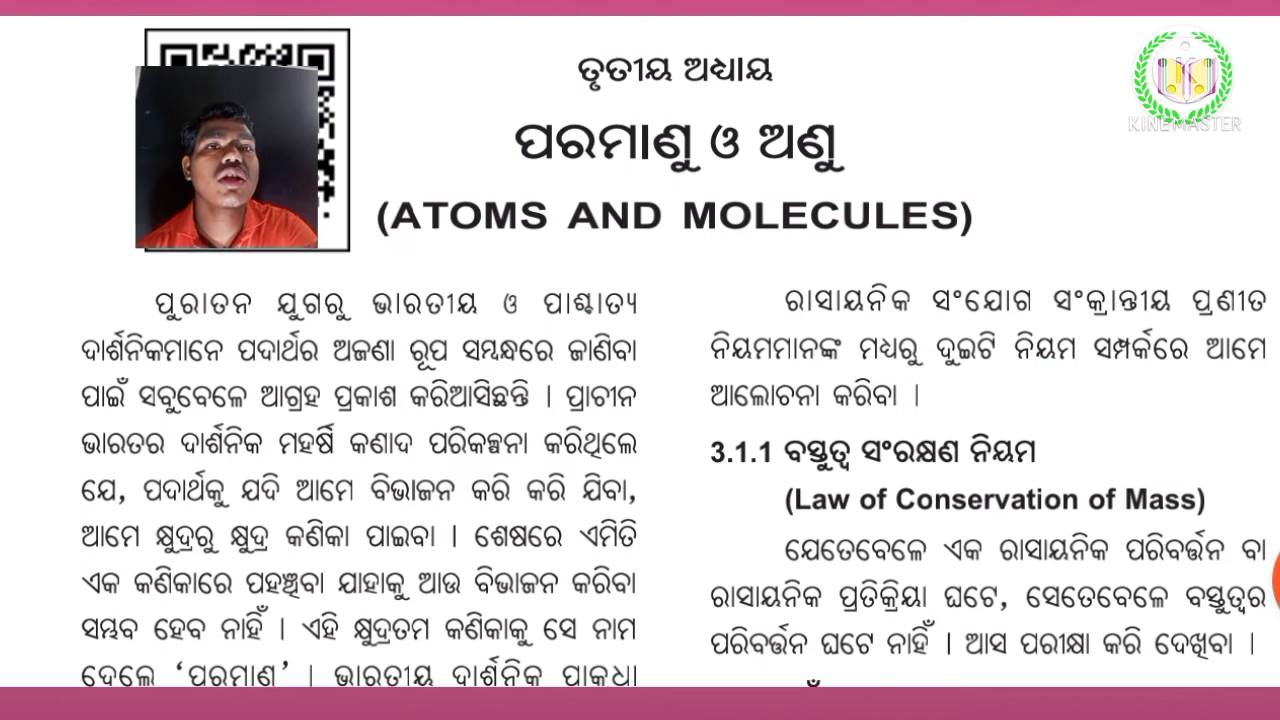 ତୃତୀୟ ଅଧ୍ୟାୟ
ପରମାଣୁ ଓ ଅଣୁ
(ATOMS AND MOLECULES)
KINEMASTER
ପୁରାତନ ଯୁଗରୁ ଭାରତୀୟ ଓ ପାଶ୍ଚାତ୍ୟ
ଦାର୍ଶନିକମାନେ ପଦାର୍ଥର ଅଜଣା ରୂପ ସମ୍ବନ୍ଧରେ ଜାଣିବା
ପାଇଁ ସବୁବେଳେ ଆଗ୍ରହ ପ୍ରକାଶ କରିଆସିଛନ୍ତି । ପ୍ରାଚୀନ
ଭାରତର ଦାର୍ଶନିକ ମହର୍ଷି କଣାଦ ପରିକଳ୍ପନା କରିଥିଲେ
ଯେ, ପଦାର୍ଥକୁ ଯଦି ଆମେ ବିଭାଜନ କରି କରି ଯିବା,
ଆମେ କ୍ଷୁଦ୍ରରୁ କ୍ଷୁଦ୍ର କଣିକା ପାଇବା । ଶେଷରେ ଏମିତି
ଏକ କଣିକାରେ ପହଞ୍ଚିବା ଯାହାକୁ ଆଉ ବିଭାଜନ କରିବା
ସମ୍ଭବ ହେବ ନାହିଁ । ଏହି କ୍ଷୁଦ୍ରତମ କଣିକାକୁ ସେ ନାମ
ଦେଲେ ‘ପରମାଣୁ’ । ଭାରତୀୟ ଦାର୍ଶନିକ ପାକୁଧା
ରାସାୟନିକ ସଂଯୋଗ ସଂକ୍ରାନ୍ତୀୟ ପ୍ରଣୀତ
ନିୟମମାନଙ୍କ ମଧ୍ୟରୁ ଦୁଇଟି ନିୟମ ସମ୍ପର୍କରେ ଆମେ
ଆଲୋଚନା କରିବା ।
3.1.1 ବସ୍ତୁତ୍ୱ ସଂରକ୍ଷଣ ନିୟମ
(Law of Conservation of Mass)
ଯେତେବେଳେ ଏକ ରାସାୟନିକ ପରିବର୍ତ୍ତନ ବା
ରାସାୟନିକ ପ୍ରତିକ୍ରିୟା ଘଟେ, ସେତେବେଳେ ବସ୍ତୁତ୍ୱର
ପରିବର୍ତ୍ତନ ଘଟେ ନାହିଁ । ଆସ ପରୀକ୍ଷା କରି ଦେଖିବା ।